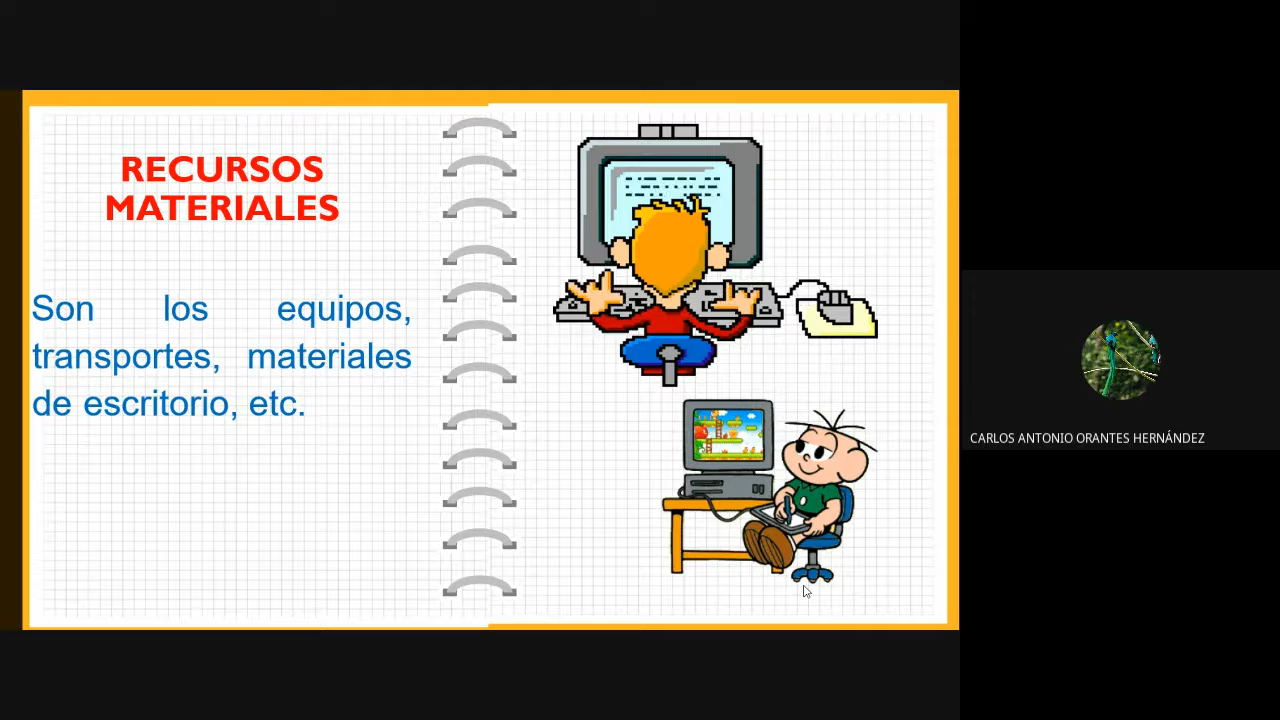 RECURSOS
MATERIALES
Son los equipos,
transportes, materiales
de escritorio, etc.
CARLOS ANTONIO ORANTES HERNÁNDEZ